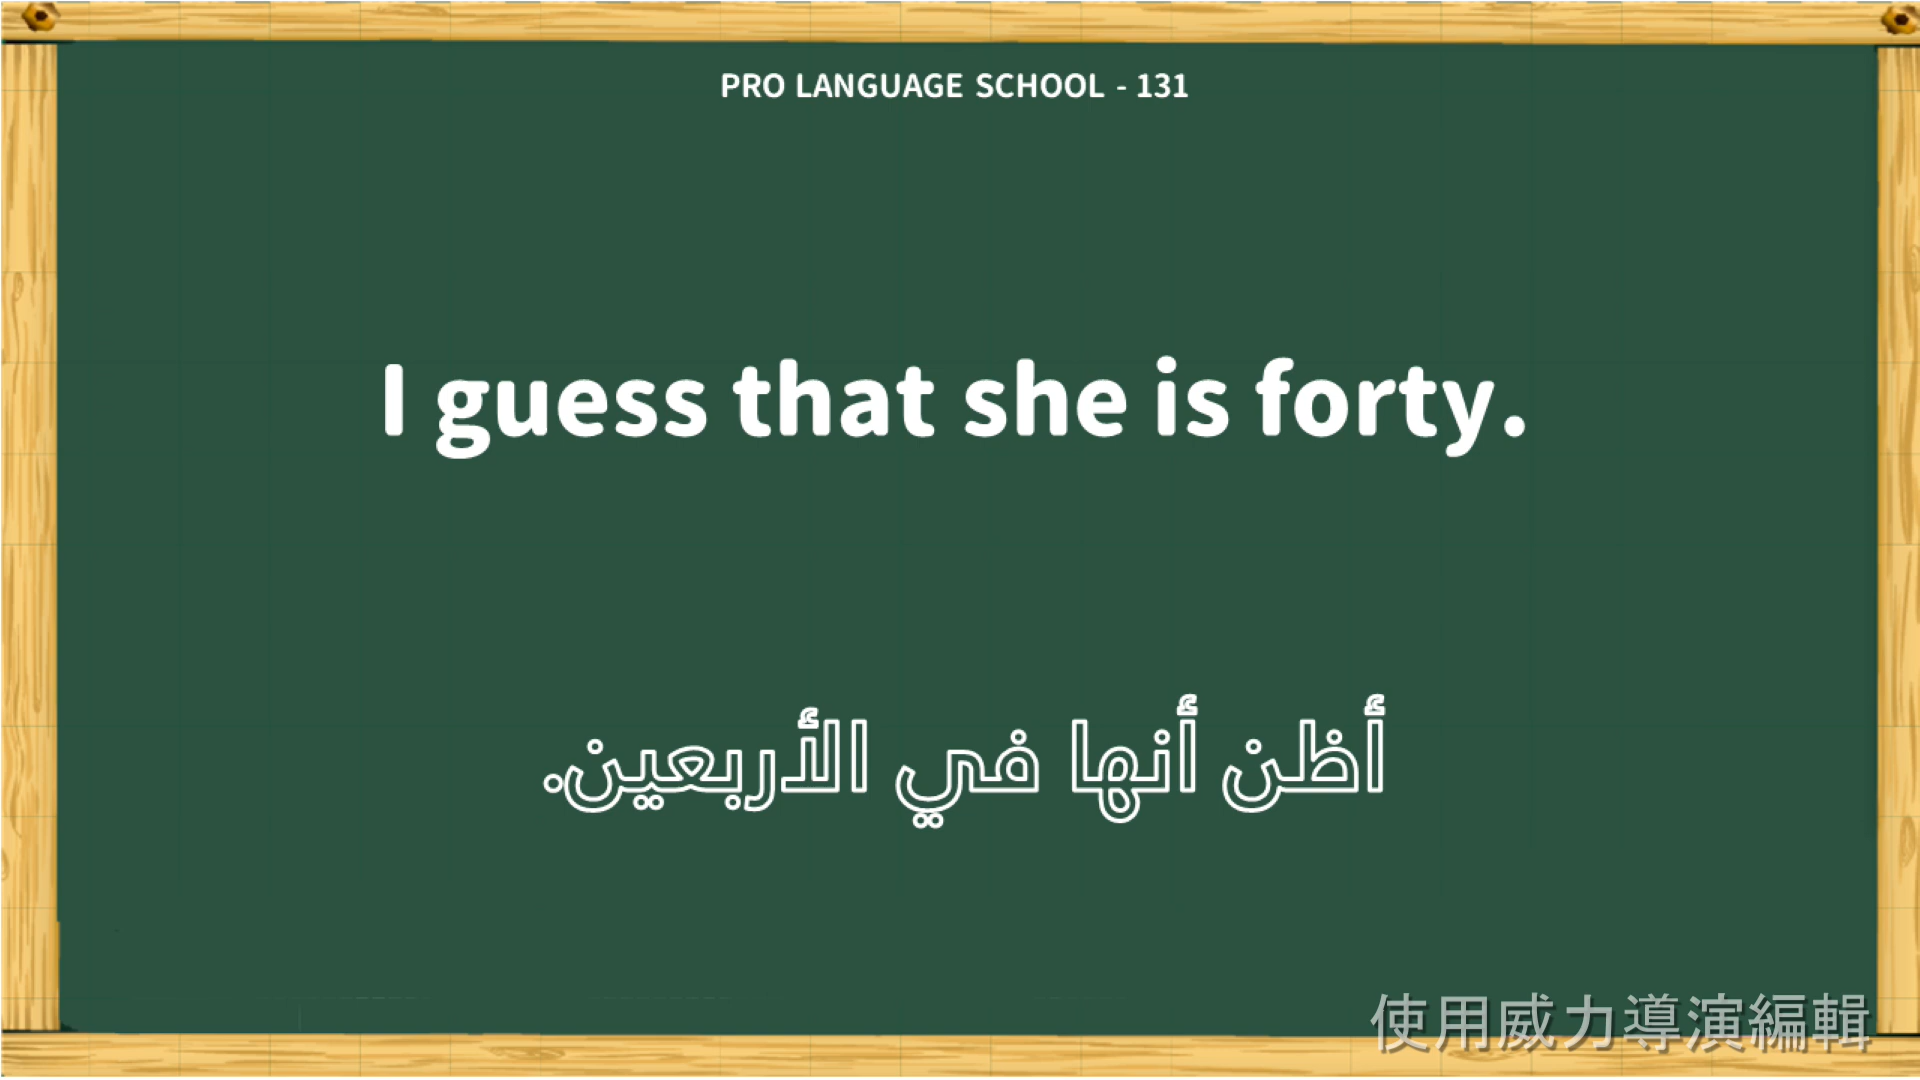 PRO LANGUAGE SCHOOL - 131
I guess that she is forty.
أظن أنها في الأربعين.
使用威力導演編輯